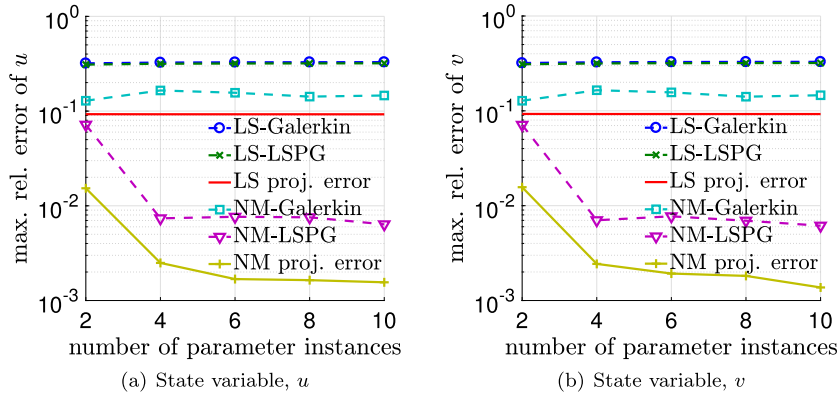 max. rel. error of u
10^0
10^-1
10^-2
10^-3
LS-Galerkin
LS-LSPG
LS proj. error
NM-Galerkin
NM-LSPG
NM proj. error
2 4 6 8 10
number of parameter instances
(a) State variable, u
max. rel. error of v
10^0
10^-1
10^-2
10^-3
LS-Galerkin
LS-LSPG
LS proj. error
NM-Galerkin
NM-LSPG
NM proj. error
2 4 6 8 10
number of parameter instances
(b) State variable, v